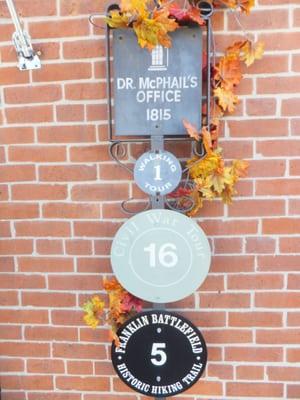 DR. McPHAIL'S
OFFICE
1815
WALKING
1
TOUR
Civil War Tour
16
FRANKLIN BATTLEFIELD
5
HISTORIC HIKING TRAIL